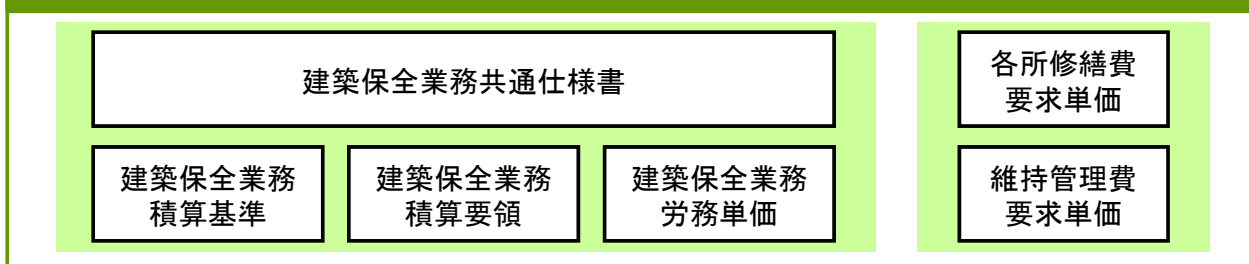 建築保全業務共通仕様書
建築保全業務
積算基準
建築保全業務
積算要領
建築保全業務
労務単価
各所修繕費
要求単価
維持管理費
要求単価